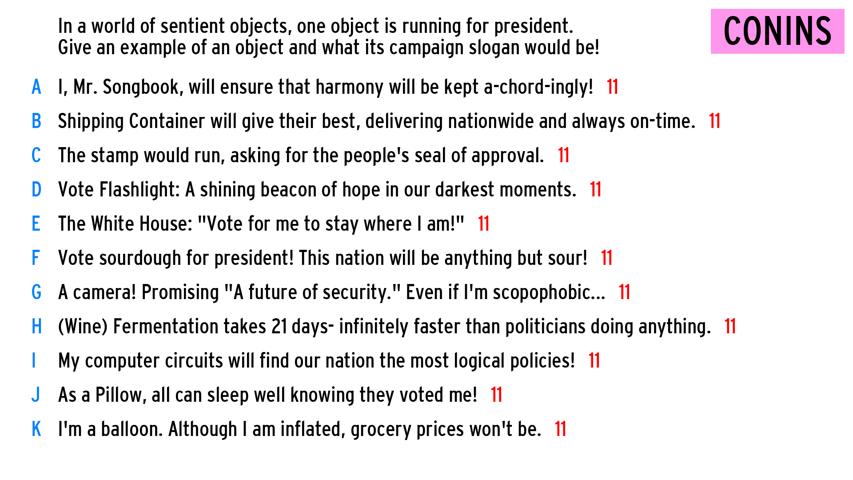 In a world of sentient objects, one object is running for president.
Give an example of an object and what its campaign slogan would be!
CONINS
A I, Mr. Songbook, will ensure that harmony will be kept a-chord-ingly! 11
B Shipping Container will give their best, delivering nationwide and always on-time. 11
C The stamp would run, asking for the people's seal of approval. 11
D Vote Flashlight: A shining beacon of hope in our darkest moments. 11
E The White House: "Vote for me to stay where I am!" 11
F Vote sourdough for president! This nation will be anything but sour! 11
G A camera! Promising "A future of security." Even if I'm scopophobic... 11
H (Wine) Fermentation takes 21 days- infinitely faster than politicians doing anything. 11
I My computer circuits will find our nation the most logical policies! 11
J As a Pillow, all can sleep well knowing they voted me! 11
K I'm a balloon. Although I am inflated, grocery prices won't be. 11